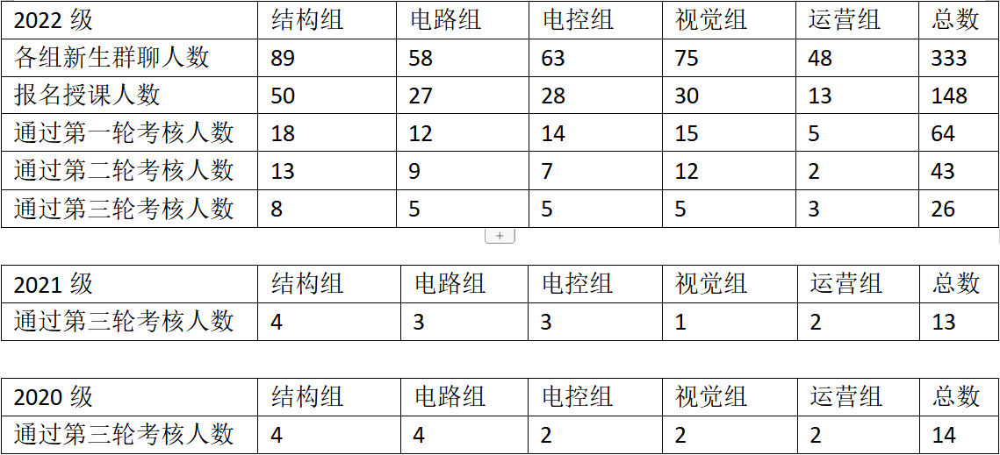 2022 级 结构组 电路组 电控组 视觉组 运营组 总数
各组新生群聊人数 89 58 63 75 48 333
报名授课人数 50 27 28 30 13 148
通过第一轮考核人数 18 12 14 15 5 64
通过第二轮考核人数 13 9 7 12 2 43
通过第三轮考核人数 8 5 5 5 3 26
+
2021 级 结构组 电路组 电控组 视觉组 运营组 总数
通过第三轮考核人数 4 3 3 1 2 13
2020 级 结构组 电路组 电控组 视觉组 运营组 总数
通过第三轮考核人数 4 4 2 2 2 14